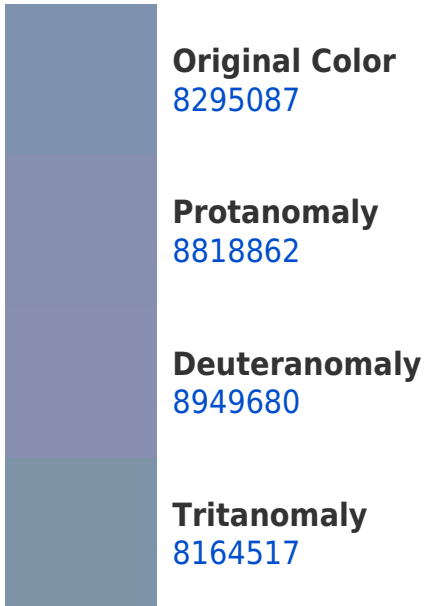 Original Color
8295087
Protanomaly
8818862
Deuteranomaly
8949680
Tritanomaly
8164517